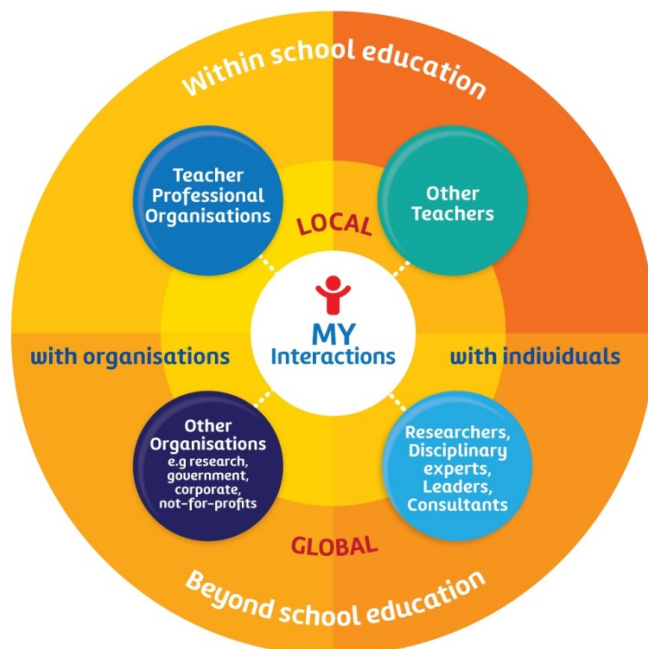 Within school education
Teacher
Professional
Organisations
Other
Teachers
LOCAL
MY
Interactions
with organisations
with individuals
Other
Organisations
e.g research,
government,
corporate,
not-for-profits
Researchers,
Disciplinary
experts,
Leaders,
Consultants
GLOBAL
Beyond school education